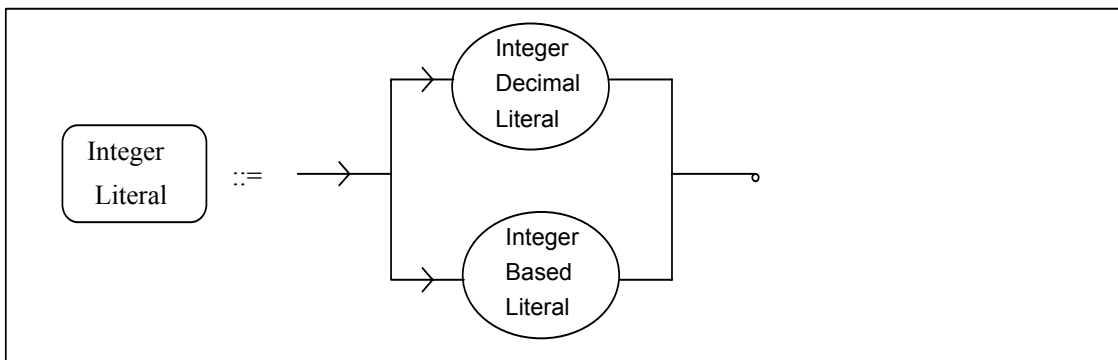 Integer
Literal
::=
Integer
Decimal
Literal
Integer
Based
Literal